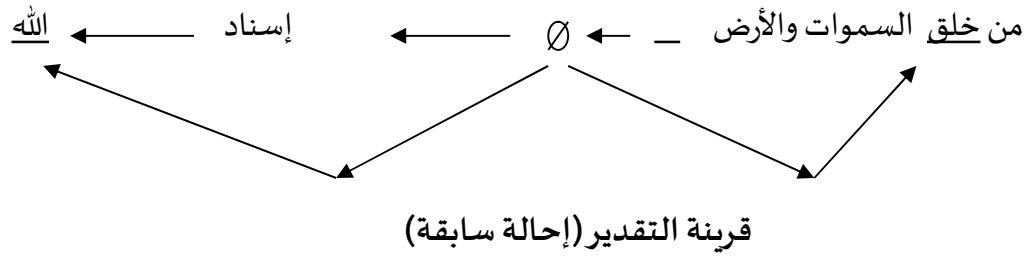 من خلق السموات والأرض _ ∅ إسناد الله
قرينة التقدير (إحالة سابقة)